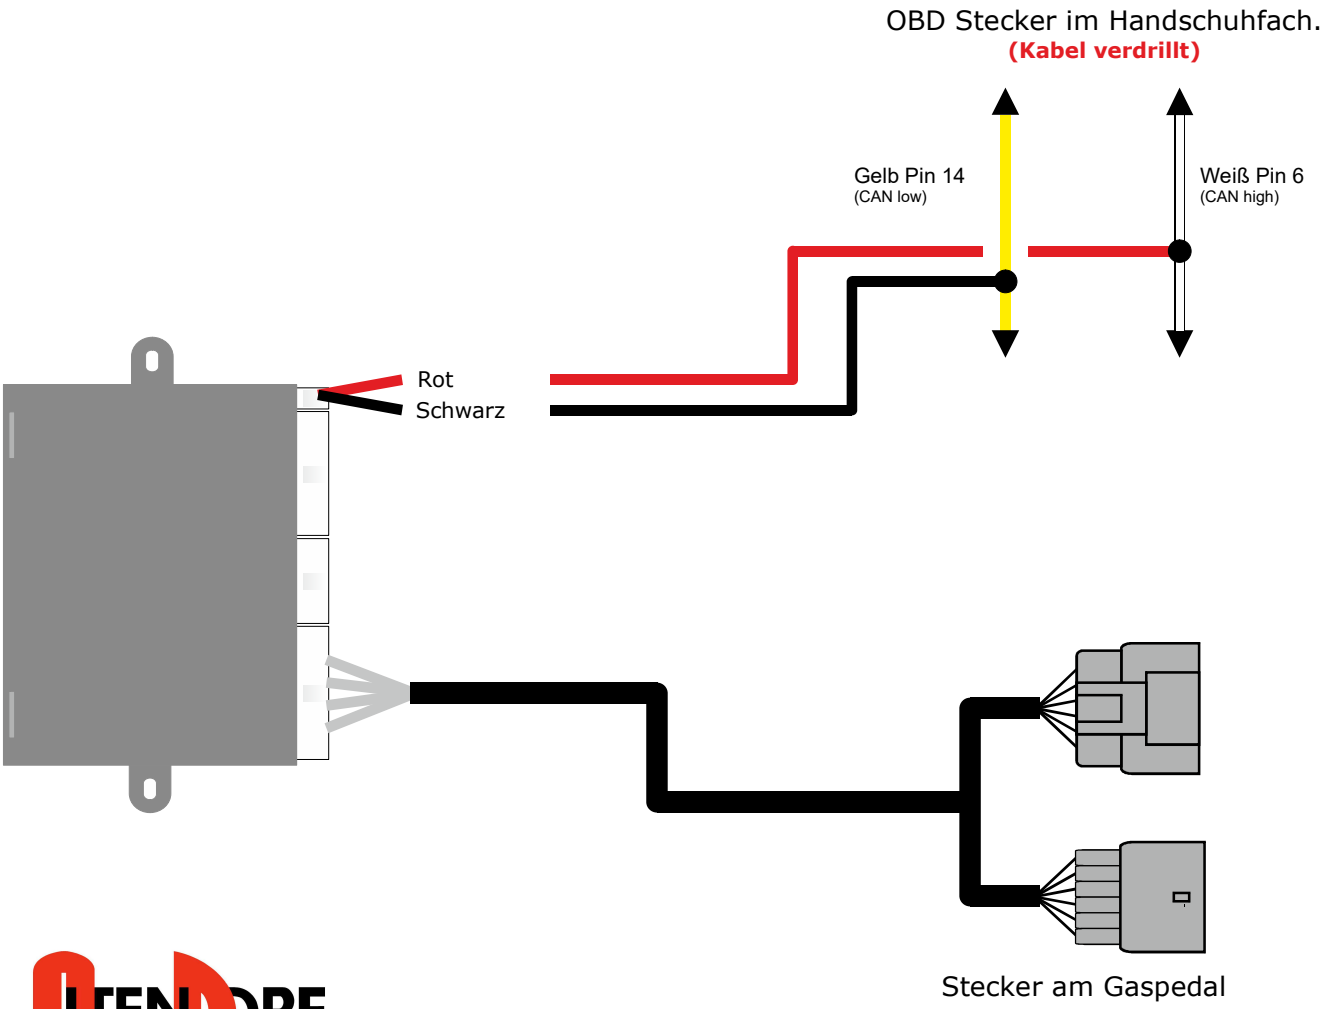 OBD Stecker im Handschuhfach.
(Kabel verdrillt)
Gelb Pin 14
(CAN low)
Weiß Pin 6
(CAN high)
Rot
Schwarz
Stecker am Gaspedal